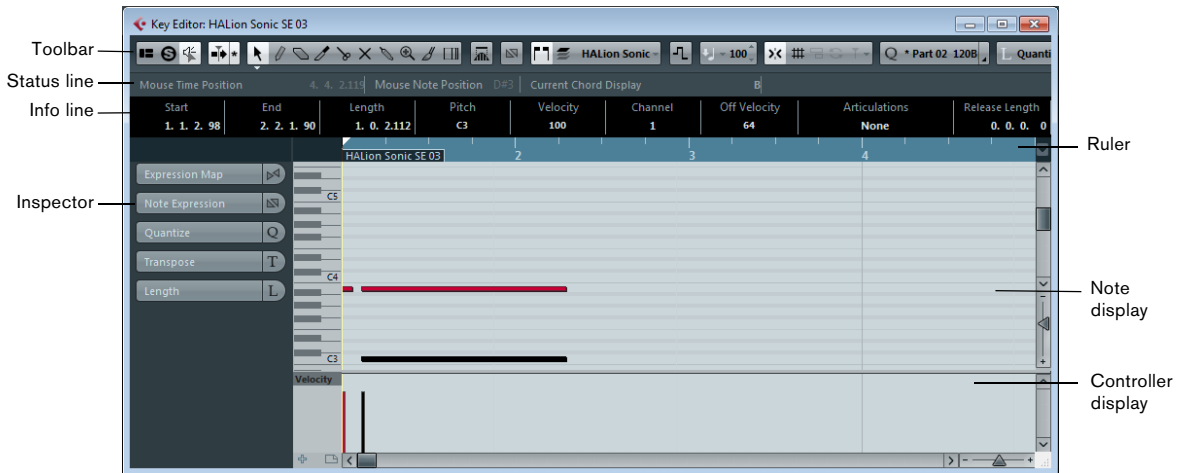 Key Editor: HALion Sonic SE 03
Toolbar
HALion Sonic
100
Q * Part 02 120B
L Quanti
Status line
Mouse Time Position 4. 4. 2.119 Mouse Note Position D#3 Current Chord Display B
Info line
Start End Length Pitch Velocity Channel Off Velocity Articulations Release Length
1. 1. 2. 98 2. 2. 1. 90 1. 0. 2.112 C3 100 1 64 None 0. 0. 0. 0
Ruler
HALion Sonic SE 03 2 3 4
Inspector
Expression Map
Note Expression
Quantize Q
Transpose T
Length L
C5
C4
C3
Note
display
Velocity
Controller
display